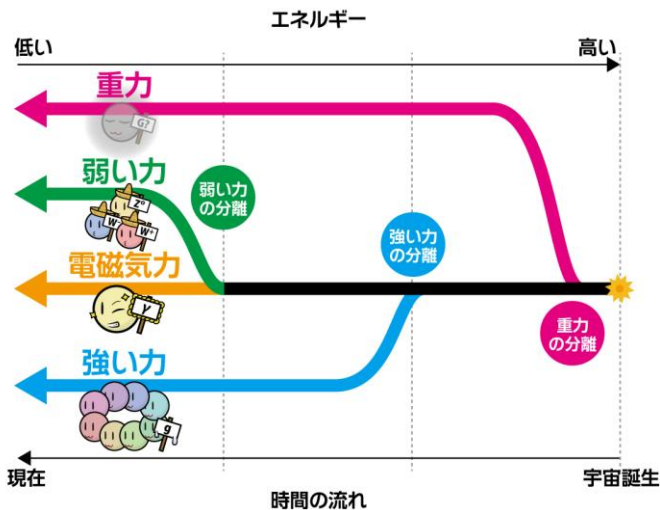 エネルギー
低い
高い
重力
G?
弱い力
Z⁰
W⁻
W⁺
弱い力
の分離
強い力
の分離
電磁気力
γ
重力
の分離
強い力
g
現在
宇宙誕生
時間の流れ